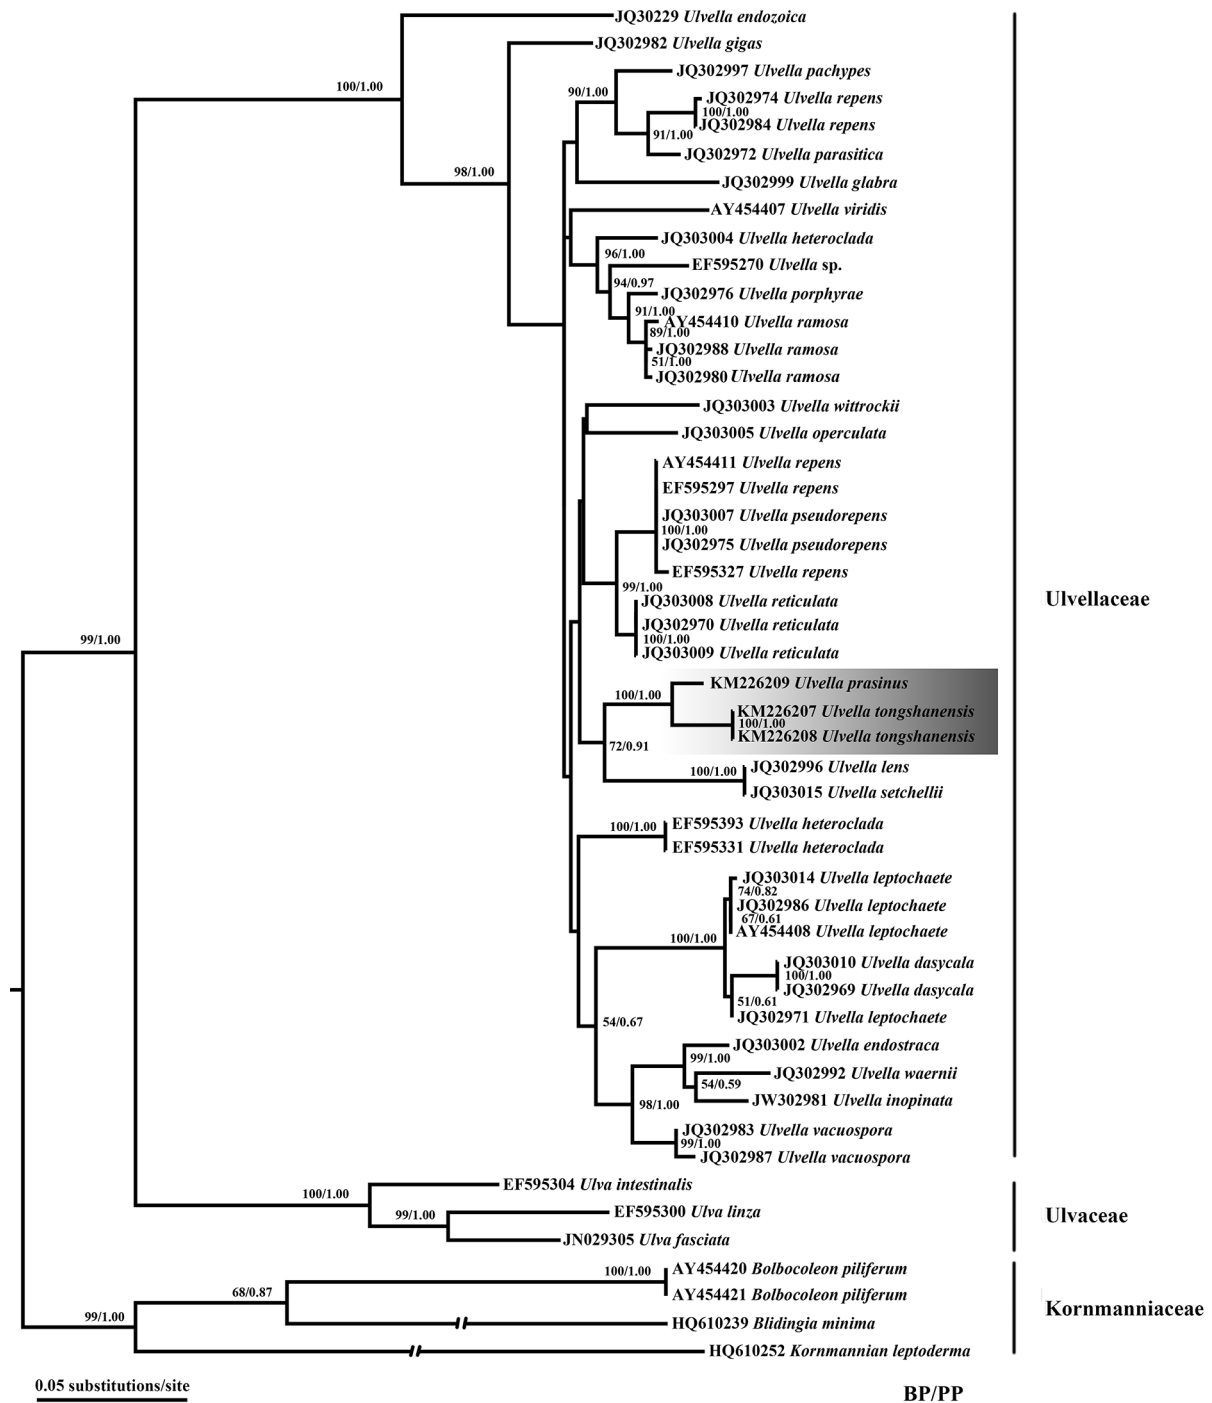 JQ30229 Ulvella endozoica
JQ302982 Ulvella gigas
JQ302997 Ulvella pachypes
100/1.00
90/1.00
JQ302974 Ulvella repens
100/1.00
JQ302984 Ulvella repens
91/1.00
JQ302972 Ulvella parasitica
98/1.00
JQ302999 Ulvella glabra
AY454407 Ulvella viridis
JQ303004 Ulvella heteroclada
96/1.00
EF595270 Ulvella sp.
94/0.97
JQ302976 Ulvella porphyrae
91/1.00
AY454410 Ulvella ramosa
89/1.00
JQ302988 Ulvella ramosa
51/1.00
JQ302980 Ulvella ramosa
JQ303003 Ulvella wittrockii
JQ303005 Ulvella operculata
AY454411 Ulvella repens
EF595297 Ulvella repens
JQ303007 Ulvella pseudorepens
100/1.00
JQ302975 Ulvella pseudorepens
EF595327 Ulvella repens
99/1.00
JQ303008 Ulvella reticulata
Ulvellaceae
JQ302970 Ulvella reticulata
100/1.00
99/1.00
JQ303009 Ulvella reticulata
KM226209 Ulvella prasinus
100/1.00
KM226207 Ulvella tongshanensis
100/1.00
KM226208 Ulvella tongshanensis
72/0.91
JQ302996 Ulvella lens
100/1.00
JQ303015 Ulvella setchellii
EF595393 Ulvella heteroclada
100/1.00
EF595331 Ulvella heteroclada
JQ303014 Ulvella leptochaete
74/0.82
JQ302986 Ulvella leptochaete
67/0.61
AY454408 Ulvella leptochaete
100/1.00
JQ303010 Ulvella dasycala
100/1.00
JQ302969 Ulvella dasycala
51/0.61
JQ302971 Ulvella leptochaete
54/0.67
JQ303002 Ulvella endostraca
99/1.00
JQ302992 Ulvella waernii
54/0.59
JW302981 Ulvella inopinata
98/1.00
JQ302983 Ulvella vacuospora
99/1.00
JQ302987 Ulvella vacuospora
EF595304 Ulva intestinalis
100/1.00
EF595300 Ulva linza
99/1.00
Ulvaceae
JN029305 Ulva fasciata
AY454420 Bolbocoleon piliferum
100/1.00
68/0.87
AY454421 Bolbocoleon piliferum
Kornmanniaceae
99/1.00
HQ610239 Blidingia minima
HQ610252 Kornmannian leptoderma
0.05 substitutions/site
BP/PP